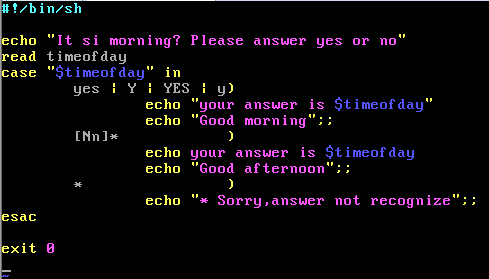 #!/bin/sh
echo "It si morning? Please answer yes or no"
read timeofday
case "$timeofday" in
yes | Y | YES | y)
echo "your answer is $timeofday"
echo "Good morning";;
[Nn]* )
echo your answer is $timeofday
echo "Good afternoon";;
* )
echo "* Sorry,answer not recognize";;
esac
exit 0
~